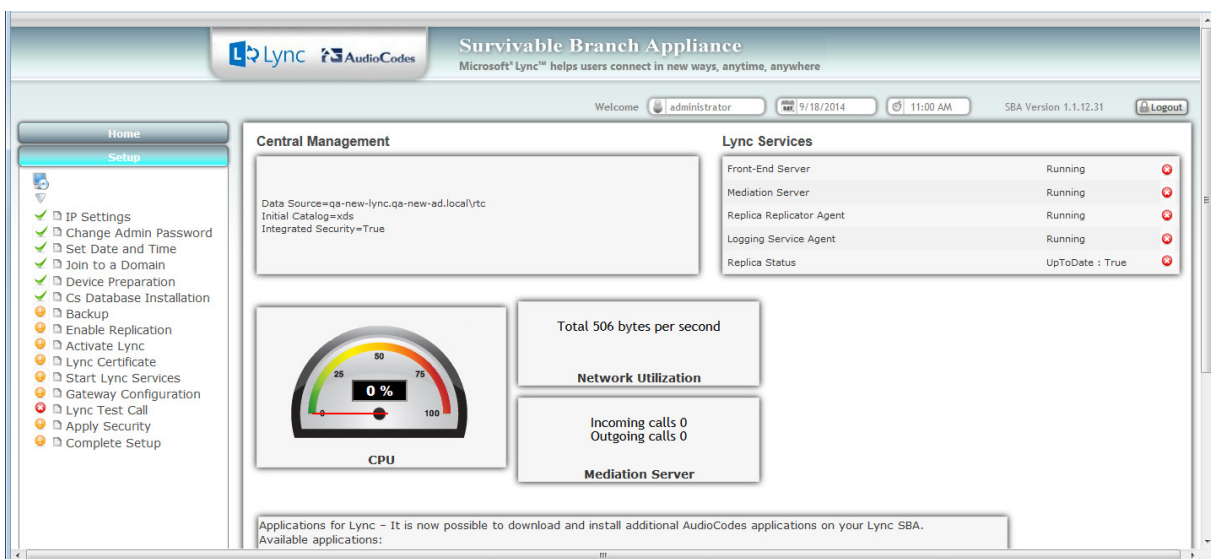 Lync AudioCodes
Survivable Branch Appliance
Microsoft® Lync™ helps users connect in new ways, anytime, anywhere
Welcome administrator 9/18/2014 11:00 AM SBA Version 1.1.12.31 Logout
Home
Setup
IP Settings
Change Admin Password
Set Date and Time
Join to a Domain
Device Preparation
Cs Database Installation
Backup
Enable Replication
Activate Lync
Lync Certificate
Start Lync Services
Gateway Configuration
Lync Test Call
Apply Security
Complete Setup
Central Management
Data Source=qa-new-lync.qa-new-ad.local\rtc
Initial Catalog=xds
Integrated Security=True
Lync Services
Front-End Server Running
Mediation Server Running
Replica Replicator Agent Running
Logging Service Agent Running
Replica Status UpToDate : True
0 25 50 75 100
0 %
CPU
Total 506 bytes per second
Network Utilization
Incoming calls 0
Outgoing calls 0
Mediation Server
Applications for Lync – It is now possible to download and install additional AudioCodes applications on your Lync SBA.
Available applications: